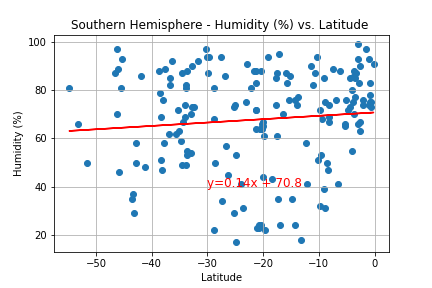 Southern Hemisphere - Humidity (%) vs. Latitude
100
80
60
40
20
Humidity (%)
y=0.14x + 70.8
−50
−40
−30
−20
−10
0
Latitude